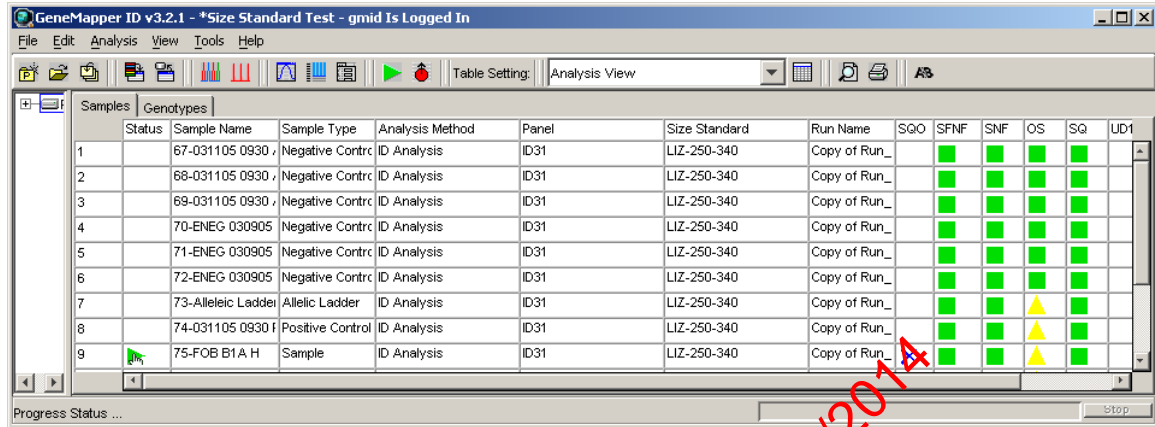 GeneMapper ID v3.2.1 - *Size Standard Test - gmid Is Logged In
File Edit Analysis View Tools Help
Table Setting: Analysis View
Samples Genotypes
Status Sample Name Sample Type Analysis Method Panel Size Standard Run Name SQO SFNF SNF OS SQ UD1
1 67-031105 0930 Negative Contrc ID Analysis ID31 LIZ-250-340 Copy of Run_
2 68-031105 0930 Negative Contrc ID Analysis ID31 LIZ-250-340 Copy of Run_
3 69-031105 0930 Negative Contrc ID Analysis ID31 LIZ-250-340 Copy of Run_
4 70-ENEG 030905 Negative Contrc ID Analysis ID31 LIZ-250-340 Copy of Run_
5 71-ENEG 030905 Negative Contrc ID Analysis ID31 LIZ-250-340 Copy of Run_
6 72-ENEG 030905 Negative Contrc ID Analysis ID31 LIZ-250-340 Copy of Run_
7 73-Alleleic Ladder Allelic Ladder ID Analysis ID31 LIZ-250-340 Copy of Run_
8 74-031105 0930 Positive Control ID Analysis ID31 LIZ-250-340 Copy of Run_
9 75-FOB B1 A H Sample ID Analysis ID31 LIZ-250-340 Copy of Run_
Progress Status ... Stop
/2014